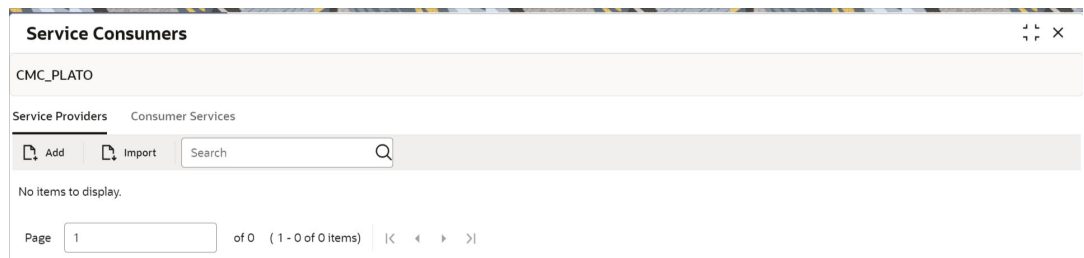 Service Consumers
CMC_PLATO
Service Providers Consumer Services
Add Import Search
No items to display.
Page 1 of 0 ( 1 - 0 of 0 items)